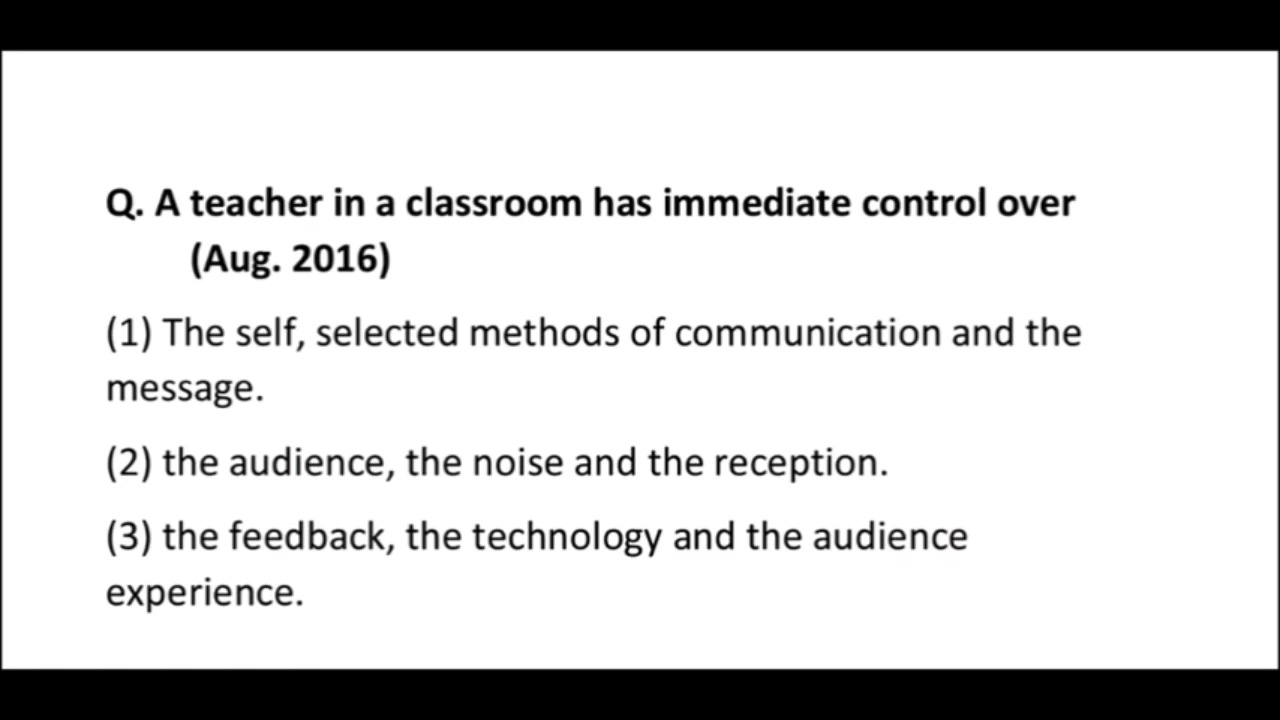 Q. A teacher in a classroom has immediate control over
(Aug. 2016)
(1) The self, selected methods of communication and the
message.
(2) the audience, the noise and the reception.
(3) the feedback, the technology and the audience
experience.